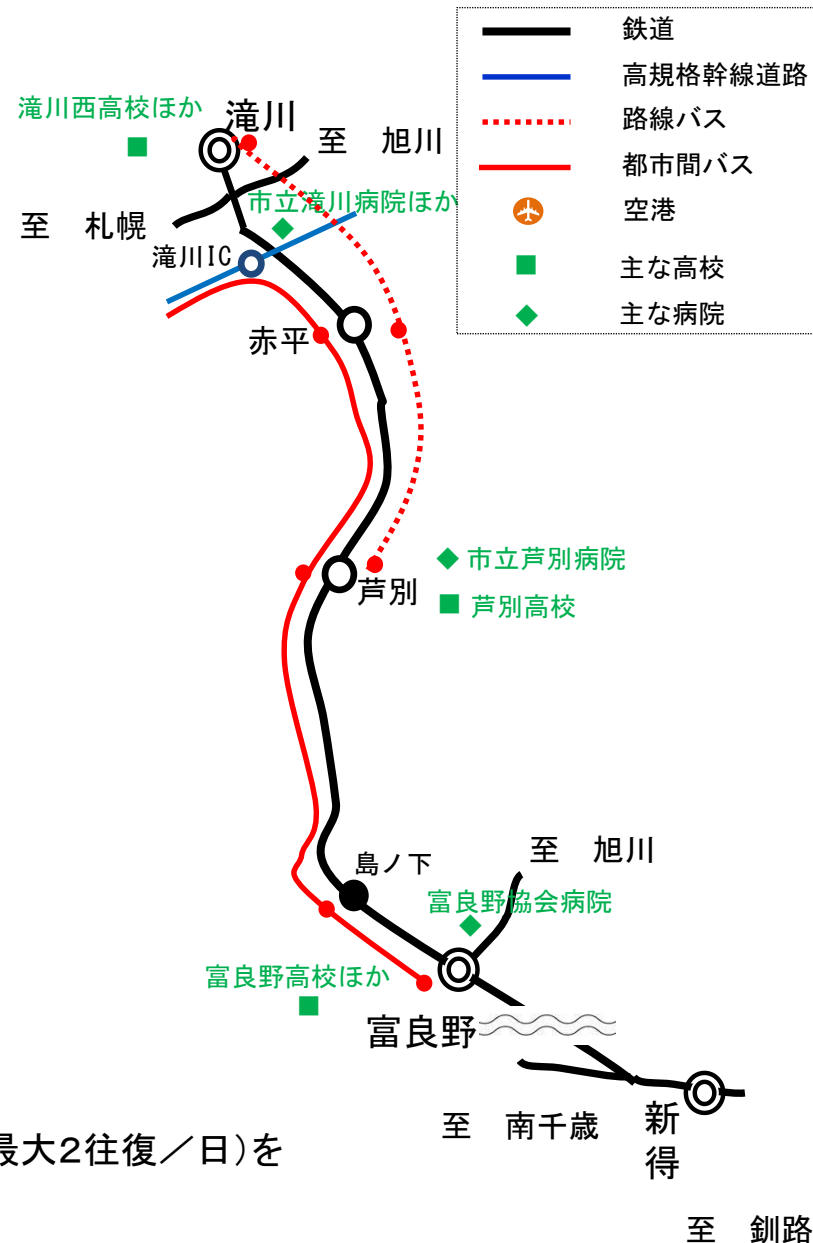 鉄道
高規格幹線道路
路線バス
都市間バス
空港
主な高校
主な病院
滝川西高校ほか
滝川
至　旭川
市立滝川病院ほか
至　札幌
滝川IC
赤平
市立芦別病院
芦別
芦別高校
島ノ下
至　旭川
富良野協会病院
富良野高校ほか
富良野
至　南千歳
新得
最大2往復／日)を
至　釧路